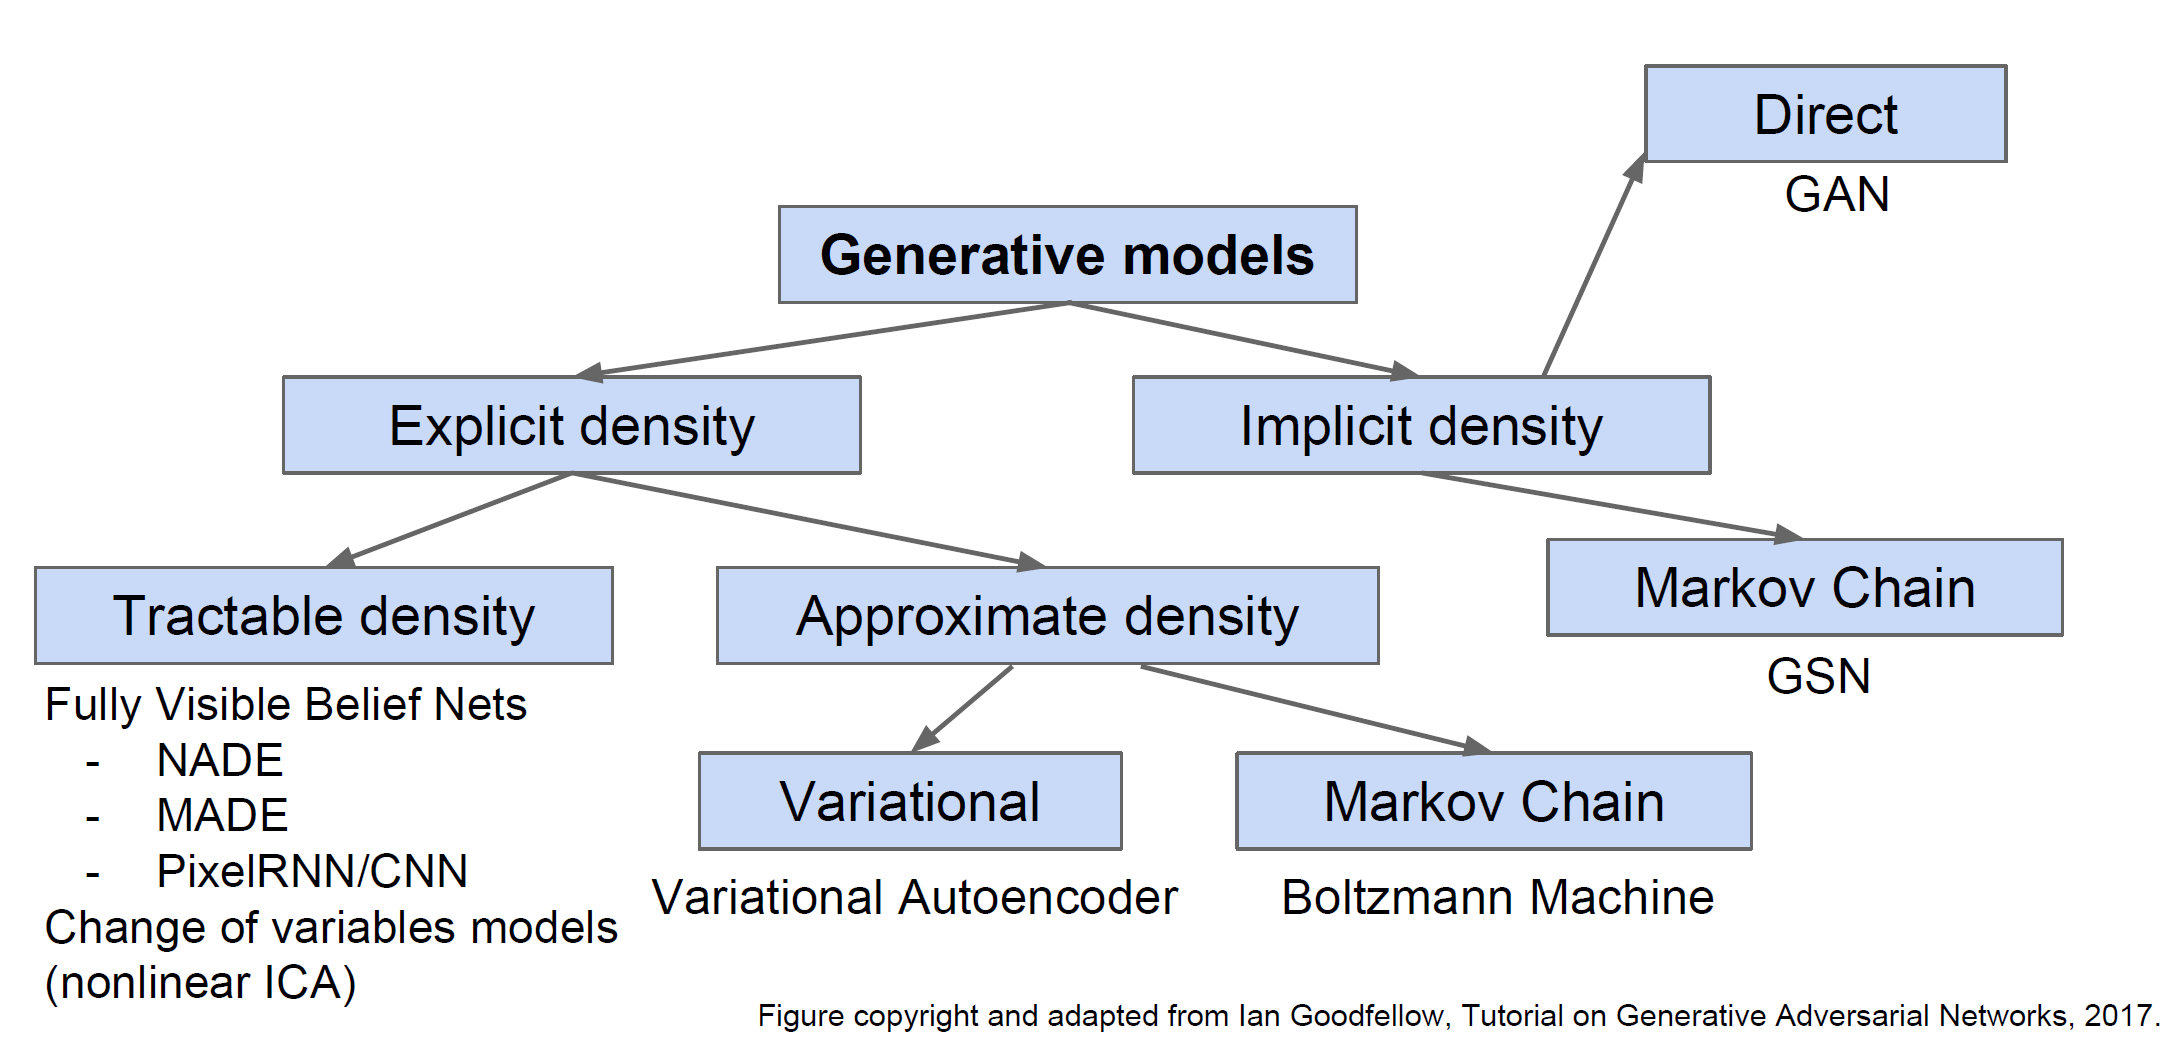 Direct
GAN
Generative models
Explicit density
Implicit density
Tractable density
Approximate density
Markov Chain
GSN
Fully Visible Belief Nets
- NADE
- MADE
- PixelRNN/CNN
Change of variables models
(nonlinear ICA)
Variational
Markov Chain
Variational Autoencoder
Boltzmann Machine
Figure copyright and adapted from Ian Goodfellow, Tutorial on Generative Adversarial Networks, 2017.